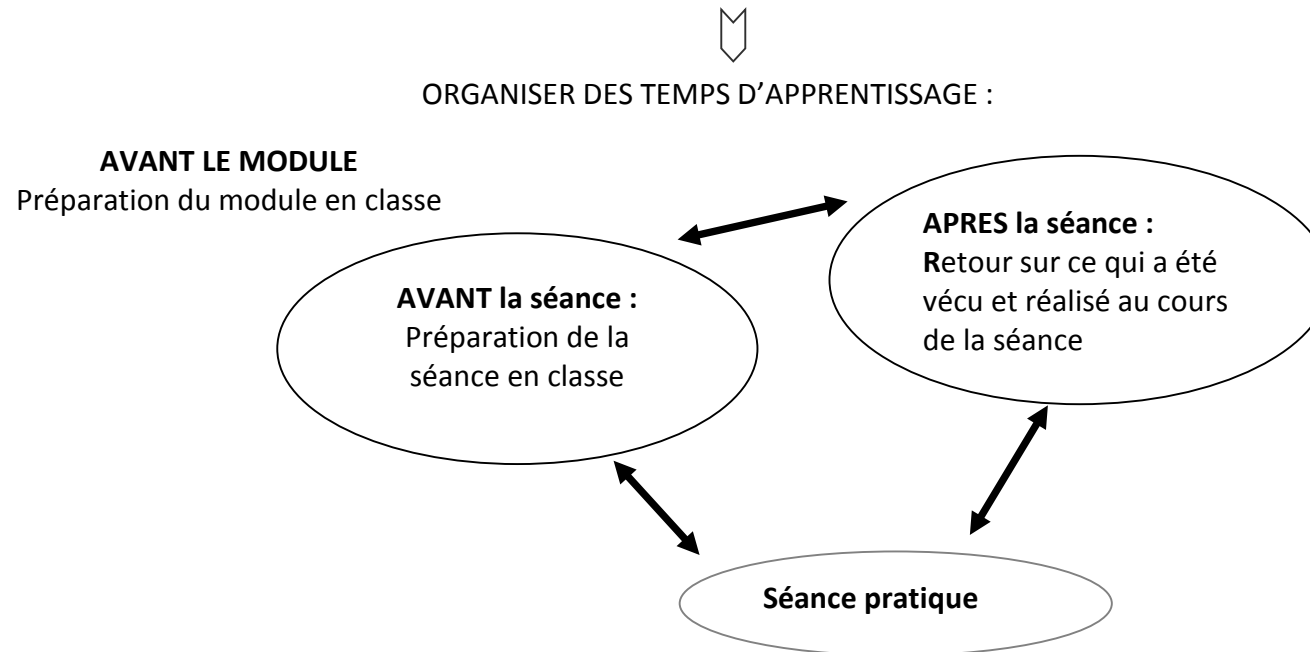 ORGANISER DES TEMPS D’APPRENTISSAGE :
AVANT LE MODULE
Préparation du module en classe
AVANT la séance :
Préparation de la
séance en classe
APRES la séance :
Retour sur ce qui a été
vécu et réalisé au cours
de la séance
Séance pratique